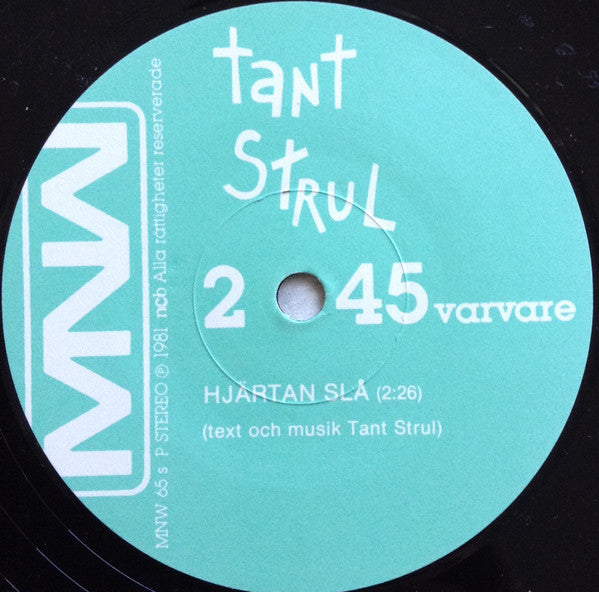 tant
strul
2 45 varvare
HJÄRTAN SLÅ (2:26)
(text och musik Tant Strul)
MNW
MNW 65 s P STEREO ℗ 1981 ncb Alla rättigheter reserverade